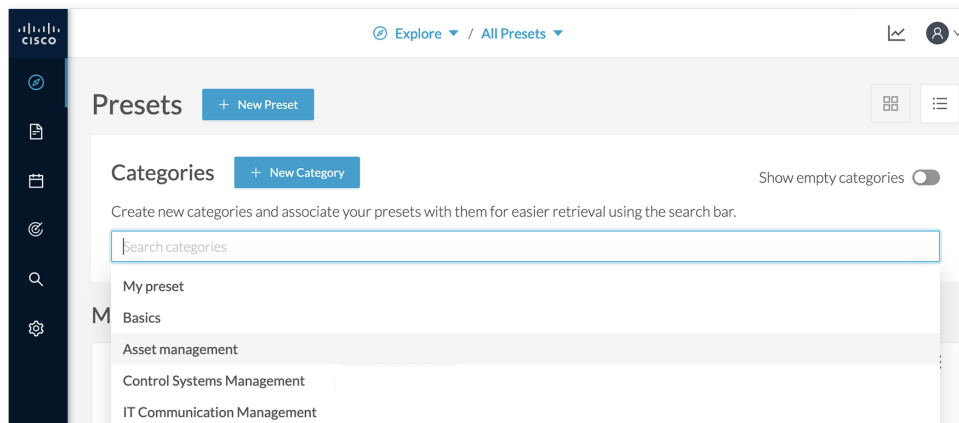 CISCO
Explore / All Presets
Presets + New Preset
Categories + New Category
Show empty categories
Create new categories and associate your presets with them for easier retrieval using the search bar.
Search categories
My preset
M
Basics
Asset management
Control Systems Management
IT Communication Management